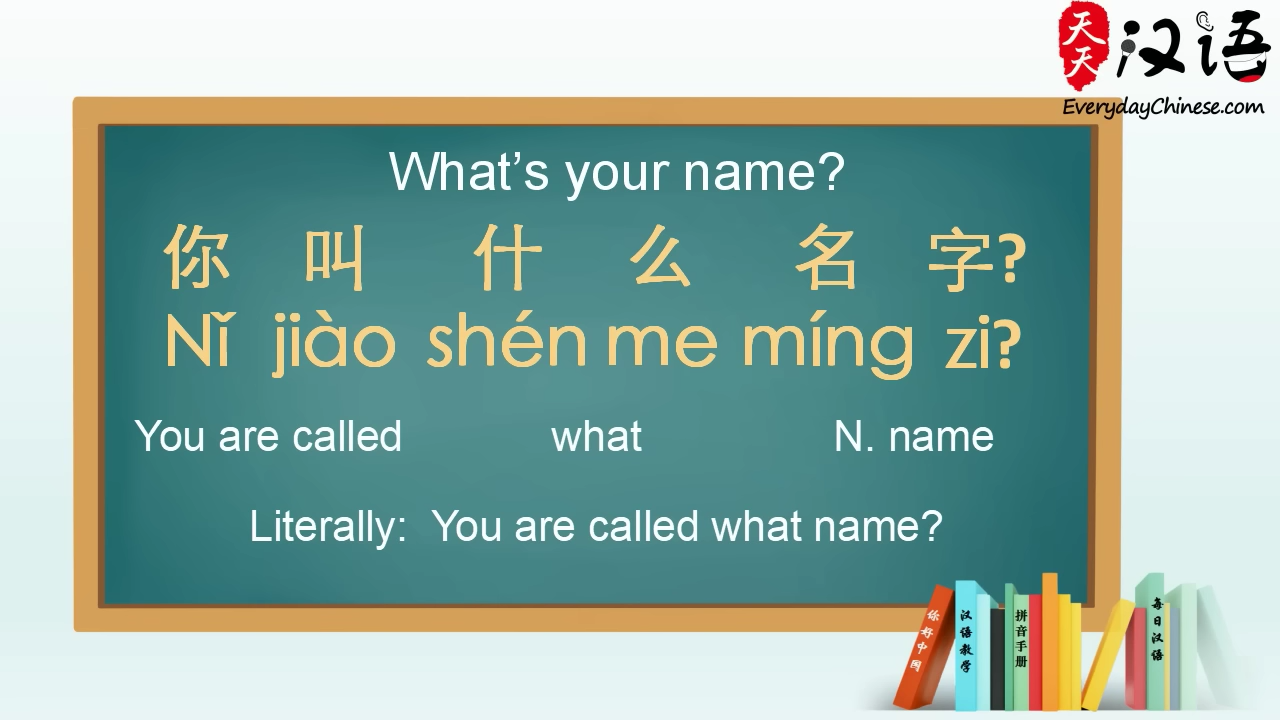 天天 汉语
EverydayChinese.com
What's your name?
你 叫 什 么 名 字?
Nǐ jiào shén me míng zi?
You are called what N. name
Literally: You are called what name?
你好中国
汉语教学
拼音手册
每日汉语